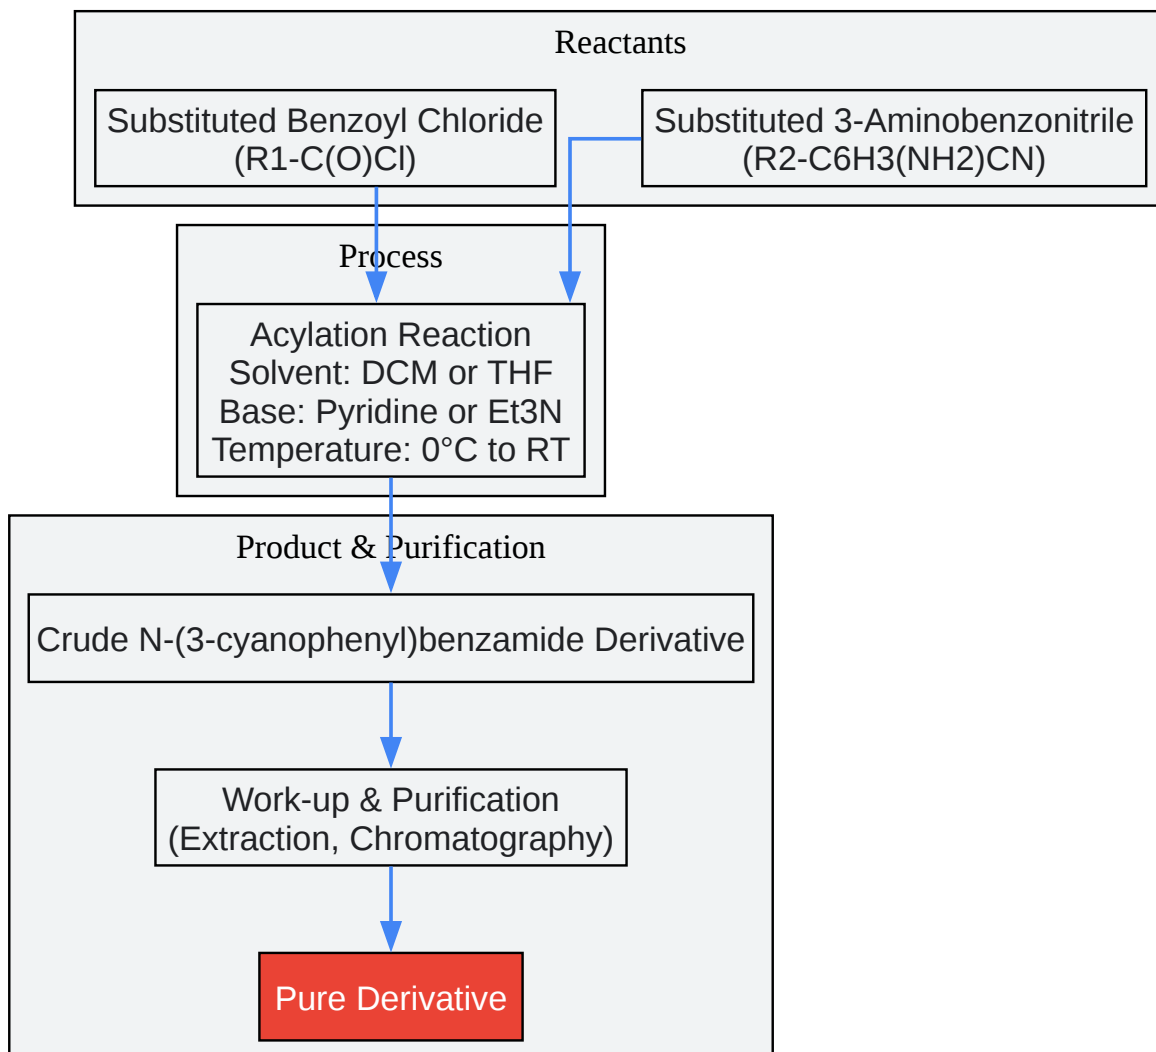 Reactants
Substituted Benzoyl Chloride
(R1-C(O)Cl)
Substituted 3-Aminobenzonitrile
(R2-C6H3(NH2)CN)
Process
Acylation Reaction
Solvent: DCM or THF
Base: Pyridine or Et3N
Temperature: 0°C to RT
Product & Purification
Crude N-(3-cyanophenyl)benzamide Derivative
Work-up & Purification
(Extraction, Chromatography)
Pure Derivative